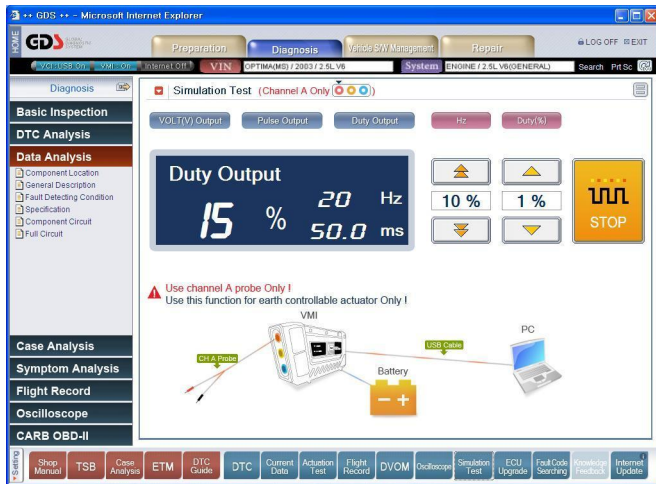 ++ GDS ++ - Microsoft Internet Explorer
HOME
GDS GLOBAL DIAGNOSTIC SYSTEM
Preparation Diagnosis Vehicle S/W Management Repair
LOG OFF EXIT
VCI:USB On VMI : On Internet:Off VIN OPTIMA(MS) / 2003 / 2.5L V6 System ENGINE / 2.5L V6(GENERAL) Search Prt Sc
Diagnosis
Basic Inspection
DTC Analysis
Data Analysis
Component Location
General Description
Fault Detecting Condition
Specification
Component Circuit
Full Circuit
Case Analysis
Symptom Analysis
Flight Record
Oscilloscope
CARB OBD-II
Simulation Test (Channel A Only)
VOLT(V) Output Pulse Output Duty Output Hz Duty(%)
Duty Output
15 % 20 Hz
50.0 ms
10 % 1 %
STOP
Use channel A probe Only !
Use this function for earth controllable actuator Only !
VMI
PC
USB Cable
CH A Probe
Battery
Setting
Shop Manual TSB Case Analysis ETM DTC Guide DTC Current Data Actuation Test Flight Record DVOM Oscilloscope Simulation Test ECU Upgrade Fault Code Searching Knowledge Feedback Internet Update